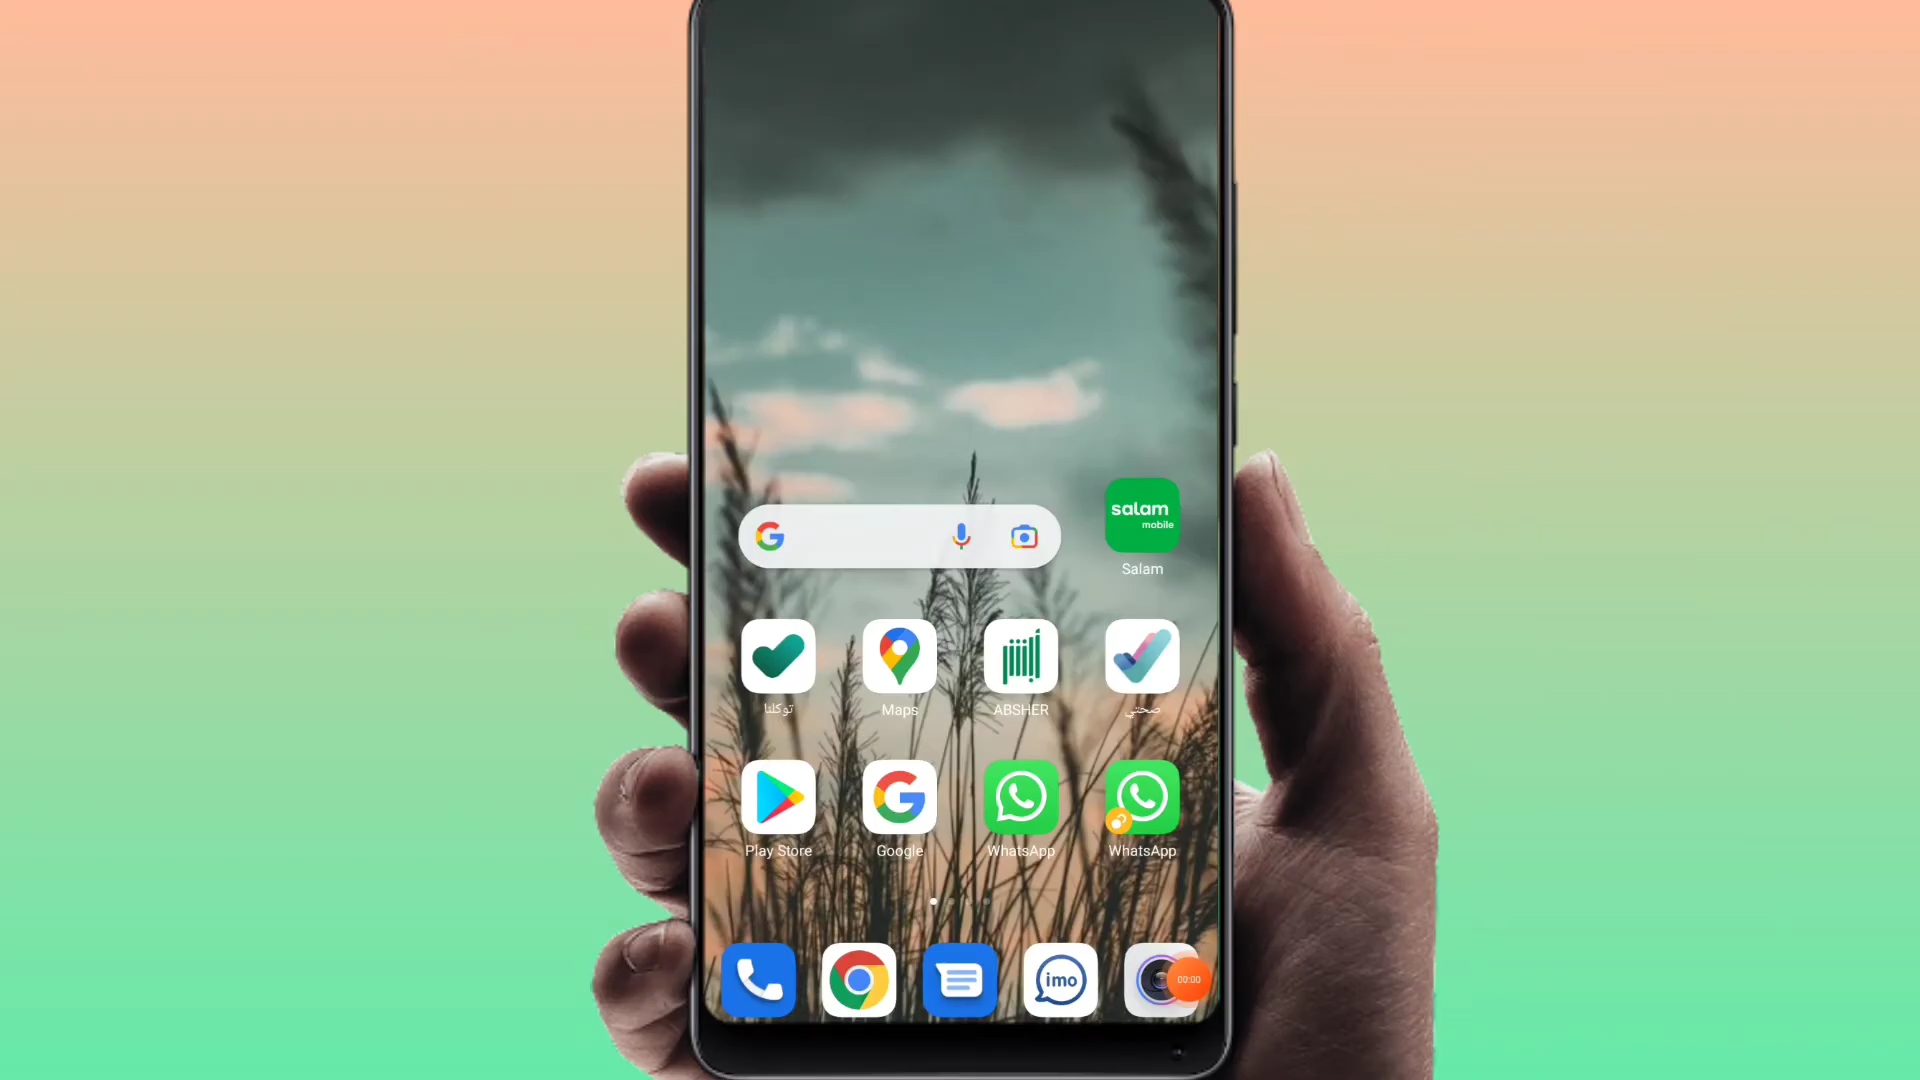 salam
mobile
Salam
توكلنا
Maps
ABSHER
صحتي
Play Store
Google
WhatsApp
WhatsApp
imo
00:00